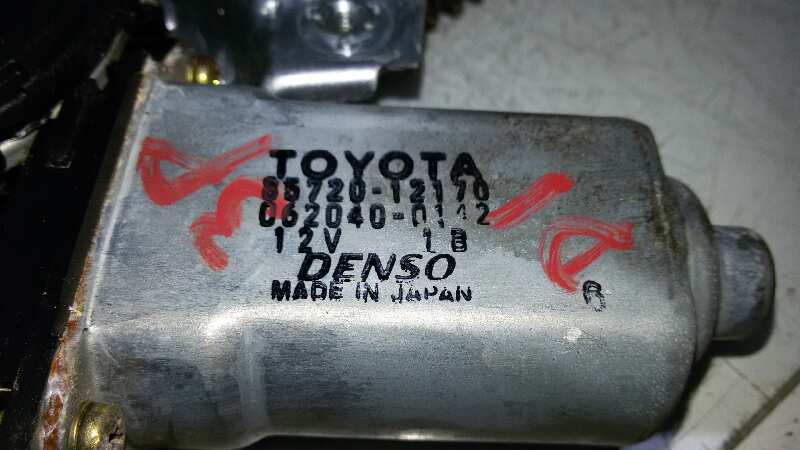 TOYOTA
85720-12170
062040-0142
12V 1B
DENSO
MADE IN JAPAN